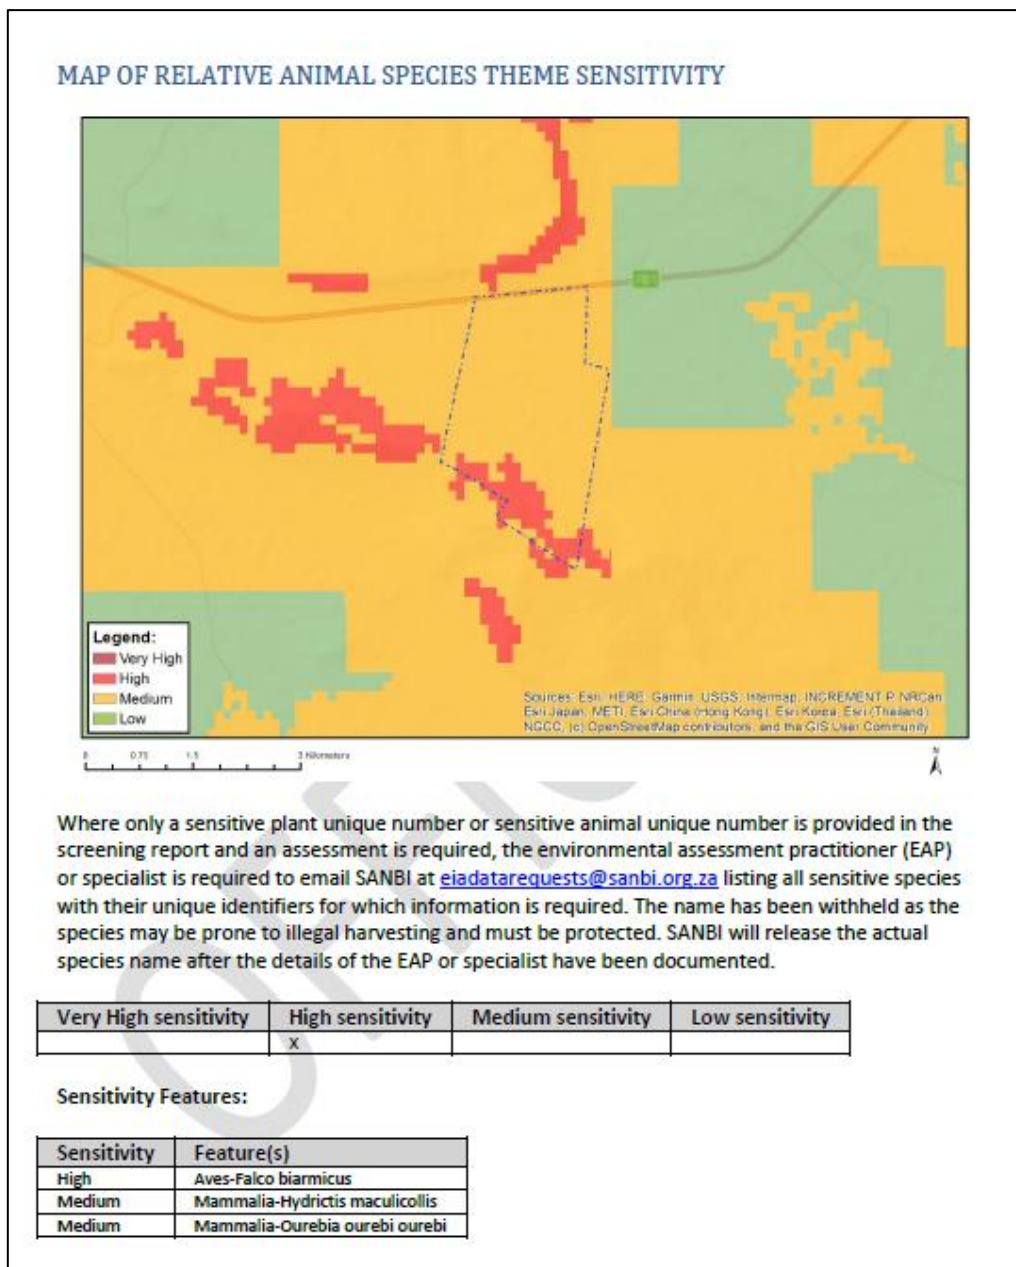 MAP OF RELATIVE ANIMAL SPECIES THEME SENSITIVITY
Legend:
Very High
High
Medium
Low
Sources: Esri, HERE, Garmin, USGS, Intermap, INCREMENT P, NRCan,
Esri Japan, METI, Esri China (Hong Kong), Esri Korea, Esri (Thailand),
NGCC, (c) OpenStreetMap contributors, and the GIS User Community
0 0.75 1.5 3 Kilometers
N
Where only a sensitive plant unique number or sensitive animal unique number is provided in the
screening report and an assessment is required, the environmental assessment practitioner (EAP)
or specialist is required to email SANBI at eiadatarequests@sanbi.org.za listing all sensitive species
with their unique identifiers for which information is required. The name has been withheld as the
species may be prone to illegal harvesting and must be protected. SANBI will release the actual
species name after the details of the EAP or specialist have been documented.
Very High sensitivity High sensitivity Medium sensitivity Low sensitivity
X
Sensitivity Features:
Sensitivity Feature(s)
High Aves-Falco biarmicus
Medium Mammalia-Hydrictis maculicollis
Medium Mammalia-Ourebia ourebi ourebi